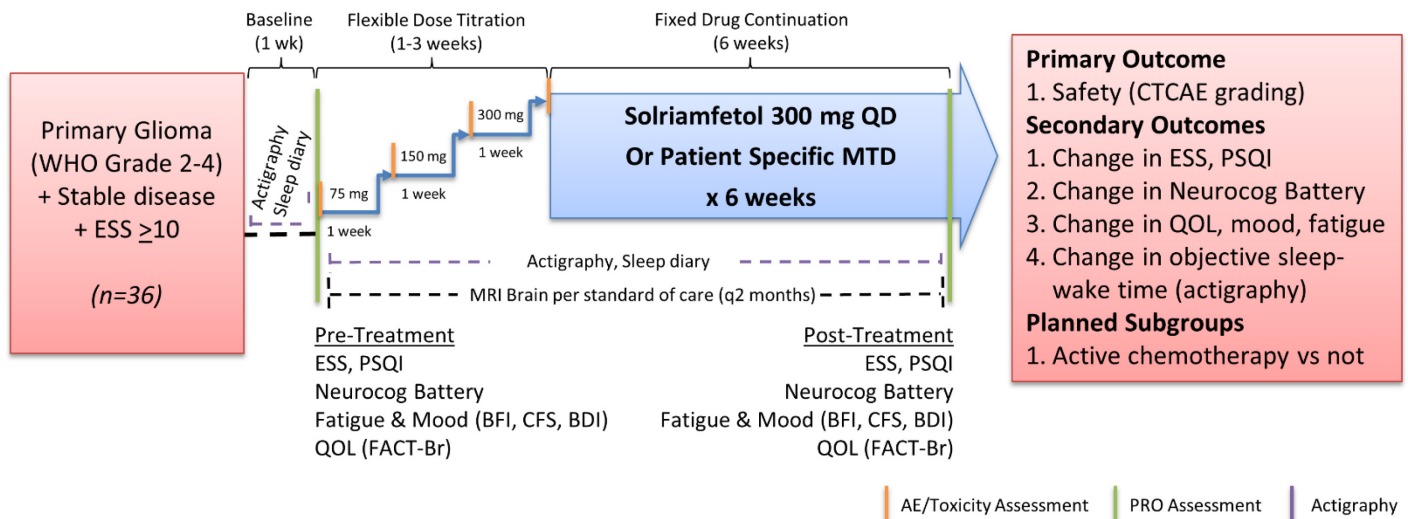 Baseline
(1 wk)
Flexible Dose Titration
(1-3 weeks)
Fixed Drug Continuation
(6 weeks)
Primary Glioma
(WHO Grade 2-4)
+ Stable disease
+ ESS ≥10
(n=36)
Actigraphy
Sleep diary
75 mg
1 week
150 mg
1 week
300 mg
1 week
Solriamfetol 300 mg QD
Or Patient Specific MTD
x 6 weeks
Actigraphy, Sleep diary
MRI Brain per standard of care (q2 months)
Pre-Treatment
ESS, PSQI
Neurocog Battery
Fatigue & Mood (BFI, CFS, BDI)
QOL (FACT-Br)
Post-Treatment
ESS, PSQI
Neurocog Battery
Fatigue & Mood (BFI, CFS, BDI)
QOL (FACT-Br)
Primary Outcome
1. Safety (CTCAE grading)
Secondary Outcomes
1. Change in ESS, PSQI
2. Change in Neurocog Battery
3. Change in QOL, mood, fatigue
4. Change in objective sleep-
wake time (actigraphy)
Planned Subgroups
1. Active chemotherapy vs not
AE/Toxicity Assessment
PRO Assessment
Actigraphy